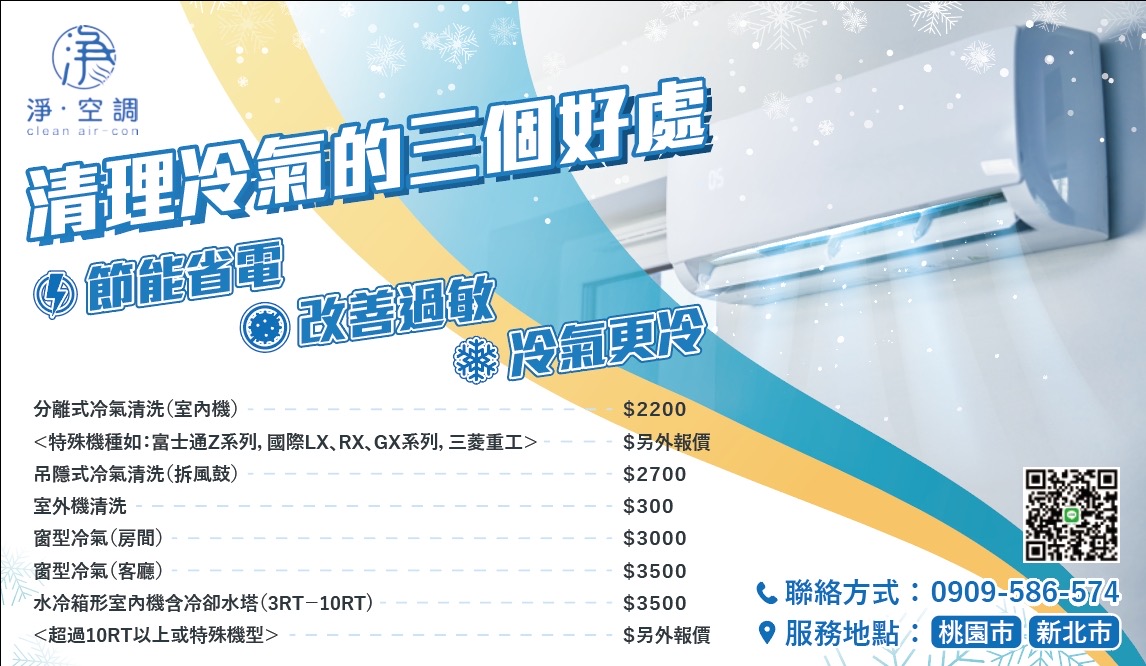 淨
淨・空調
clean air-con
清理冷氣的三個好處
節能省電
改善過敏
冷氣更冷
分離式冷氣清洗(室內機) $2200
<特殊機種如:富士通Z系列, 國際LX、RX、GX系列, 三菱重工> $另外報價
吊隱式冷氣清洗(拆風鼓) $2700
室外機清洗 $300
窗型冷氣(房間) $3000
窗型冷氣(客廳) $3500
水冷箱形室內機含冷卻水塔(3RT-10RT) $3500
<超過10RT以上或特殊機型> $另外報價
聯絡方式:0909-586-574
服務地點: 桃園市 新北市